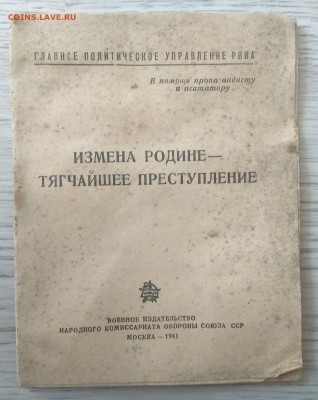 COINS.LAVE.RU
ГЛАВНОЕ ПОЛИТИЧЕСКОЕ УПРАВЛЕНИЕ РККА
В помощь пропагандисту
и агитатору
ИЗМЕНА РОДИНЕ—
ТЯГЧАЙШЕЕ ПРЕСТУПЛЕНИЕ
ВОЕННОЕ ИЗДАТЕЛЬСТВО
НАРОДНОГО КОМИССАРИАТА ОБОРОНЫ СОЮЗА ССР
МОСКВА — 1941